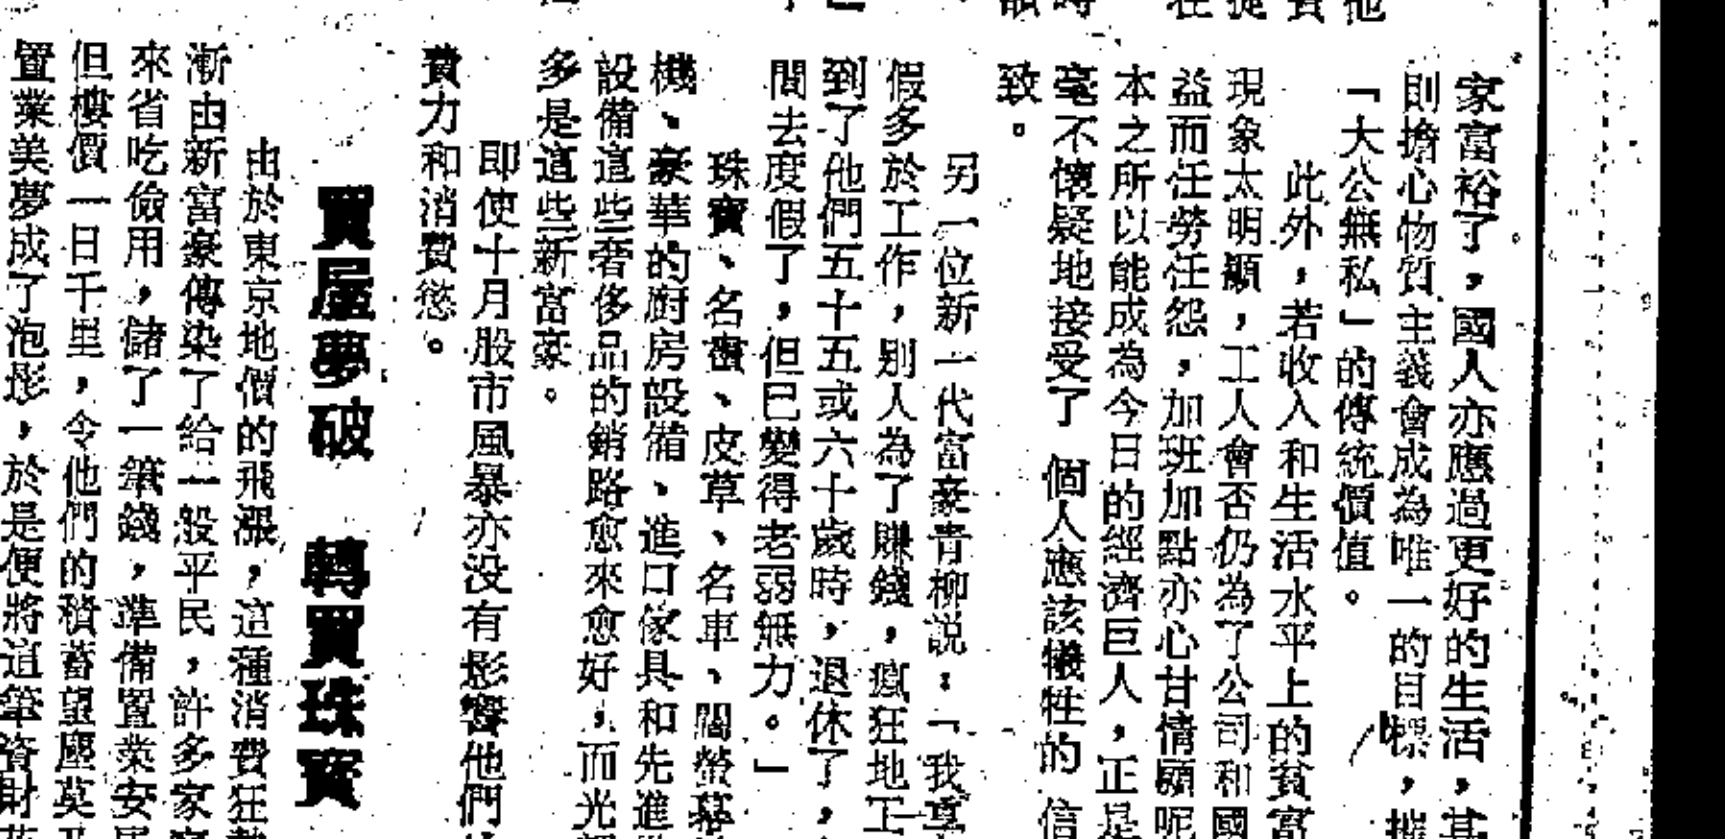 家富裕了，國人亦應過更好的生活，甚
則擔心物質主義會成為唯一的目標，摧
「大公無私」的傳統價值。
此外，若收入和生活水平上的貧富
現象太明顯，工人會否仍為了公司和國
益而任勞任怨，加班加點亦心甘情願呢
本之所以能成為今日的經濟巨人，正是
毫不懷疑地接受了個人應該犧牲的信
致。
另一位新一代富豪青柳說：「我
假多於工作，別人為了賺錢，瘋狂地工
到了他們五十五或六十歲時，退休了，
間去度假了，但已變得老弱無力。」
珠寶、名畫、皮草、名車、闊螢幕
機、豪華的廚房設備、進口傢具和先進
設備這些奢侈品的銷路愈來愈好，而光
多是這些新富豪。
即使十月股市風暴亦没有影響他們
費力和消費慾。
買屋夢破 轉買珠寶
由於東京地價的飛漲，這種消費狂
漸由新富豪傳染了給一般平民，許多家
來省吃儉用，儲了一筆錢，準備置業安
但樓價一日千里，令他們的積蓄望塵莫
置業美夢成了泡影，於是便將這筆資財